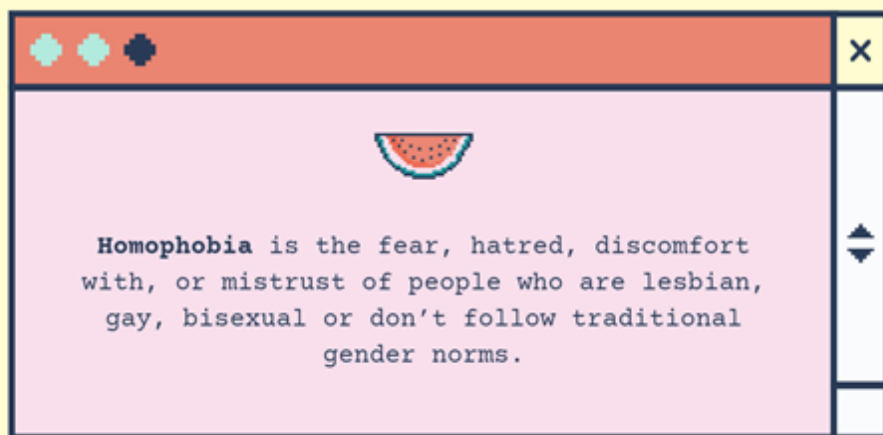 Homophobia is the fear, hatred, discomfort
with, or mistrust of people who are lesbian,
gay, bisexual or don’t follow traditional
gender norms.